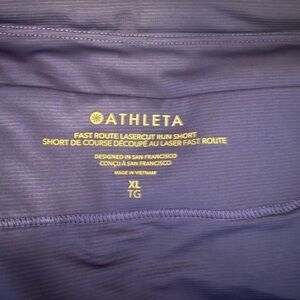 ATHLETA
FAST ROUTE LASERCUT RUN SHORT
SHORT DE COURSE DÉCOUPÉ AU LASER FAST ROUTE
DESIGNED IN SAN FRANCISCO
CONÇU À SAN FRANCISCO
MADE IN VIETNAM
XL
TG